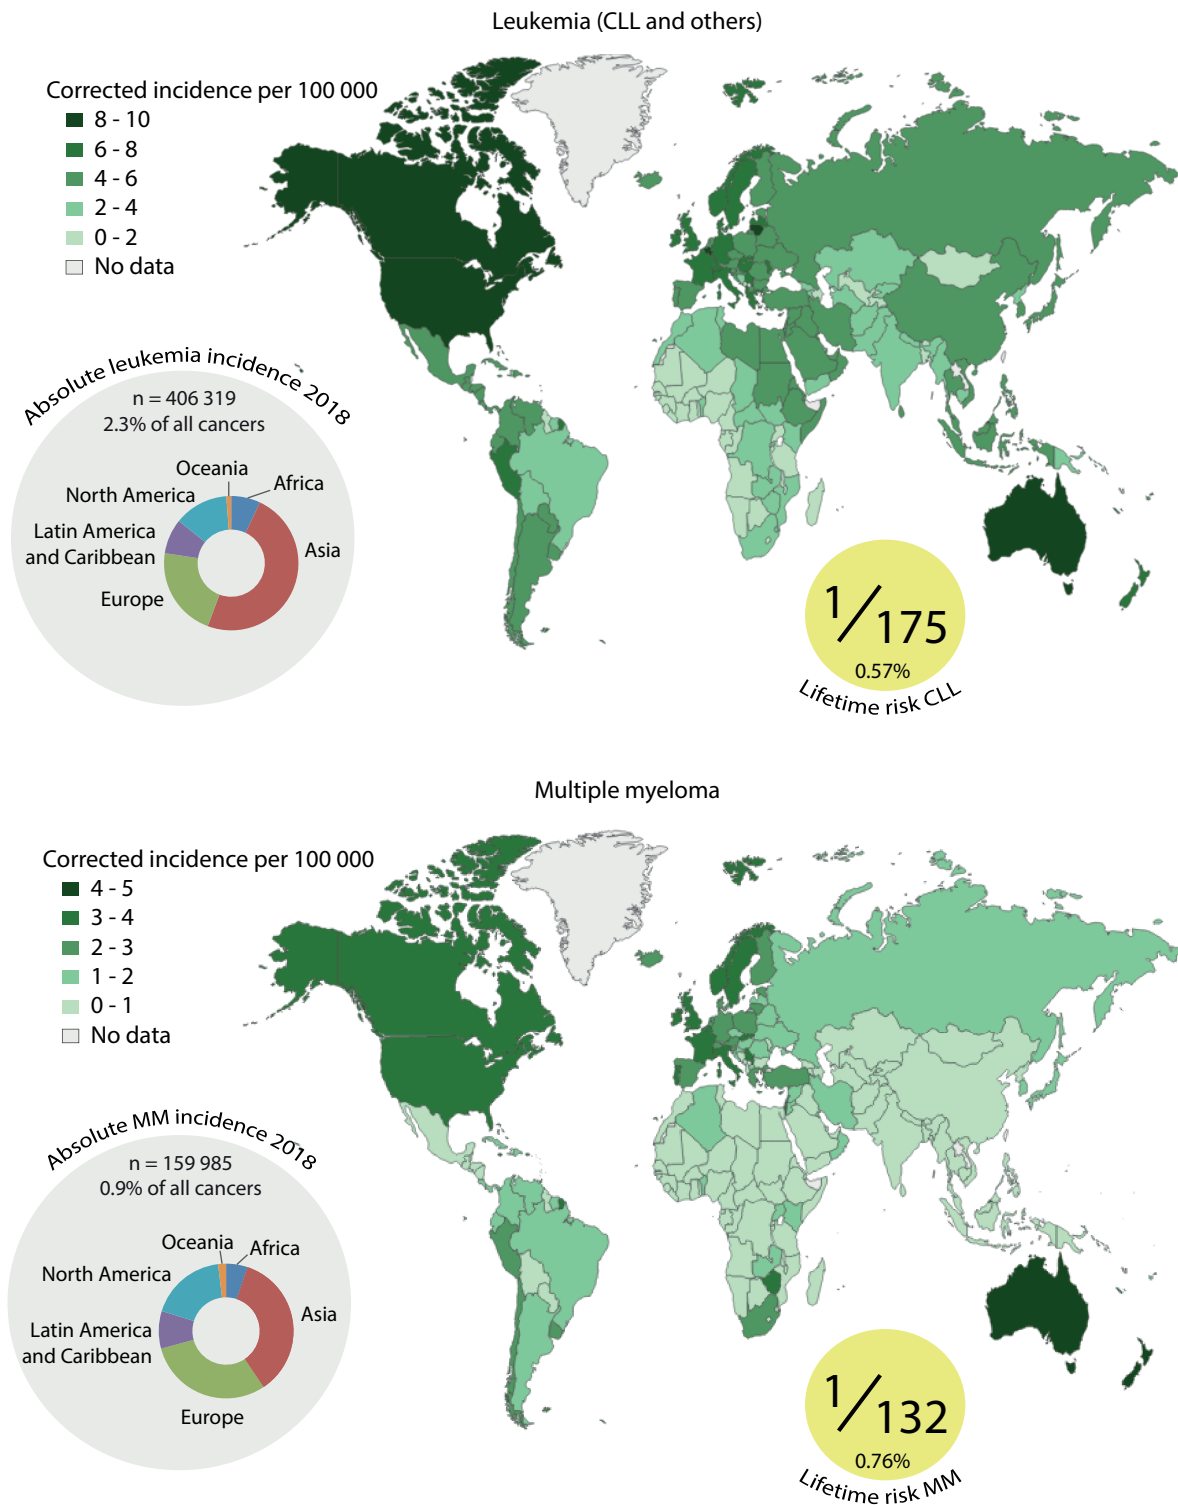 Leukemia (CLL and others)
Corrected incidence per 100 000
8 - 10
6 - 8
4 - 6
2 - 4
0 - 2
No data
Absolute leukemia incidence 2018
n = 406 319
2.3% of all cancers
Oceania
Africa
North America
Latin America
and Caribbean
Asia
Europe
1/175
0.57%
Lifetime risk CLL
Multiple myeloma
Corrected incidence per 100 000
4 - 5
3 - 4
2 - 3
1 - 2
0 - 1
No data
Absolute MM incidence 2018
n = 159 985
0.9% of all cancers
Oceania
Africa
North America
Asia
Latin America
and Caribbean
Europe
1/132
0.76%
Lifetime risk MM